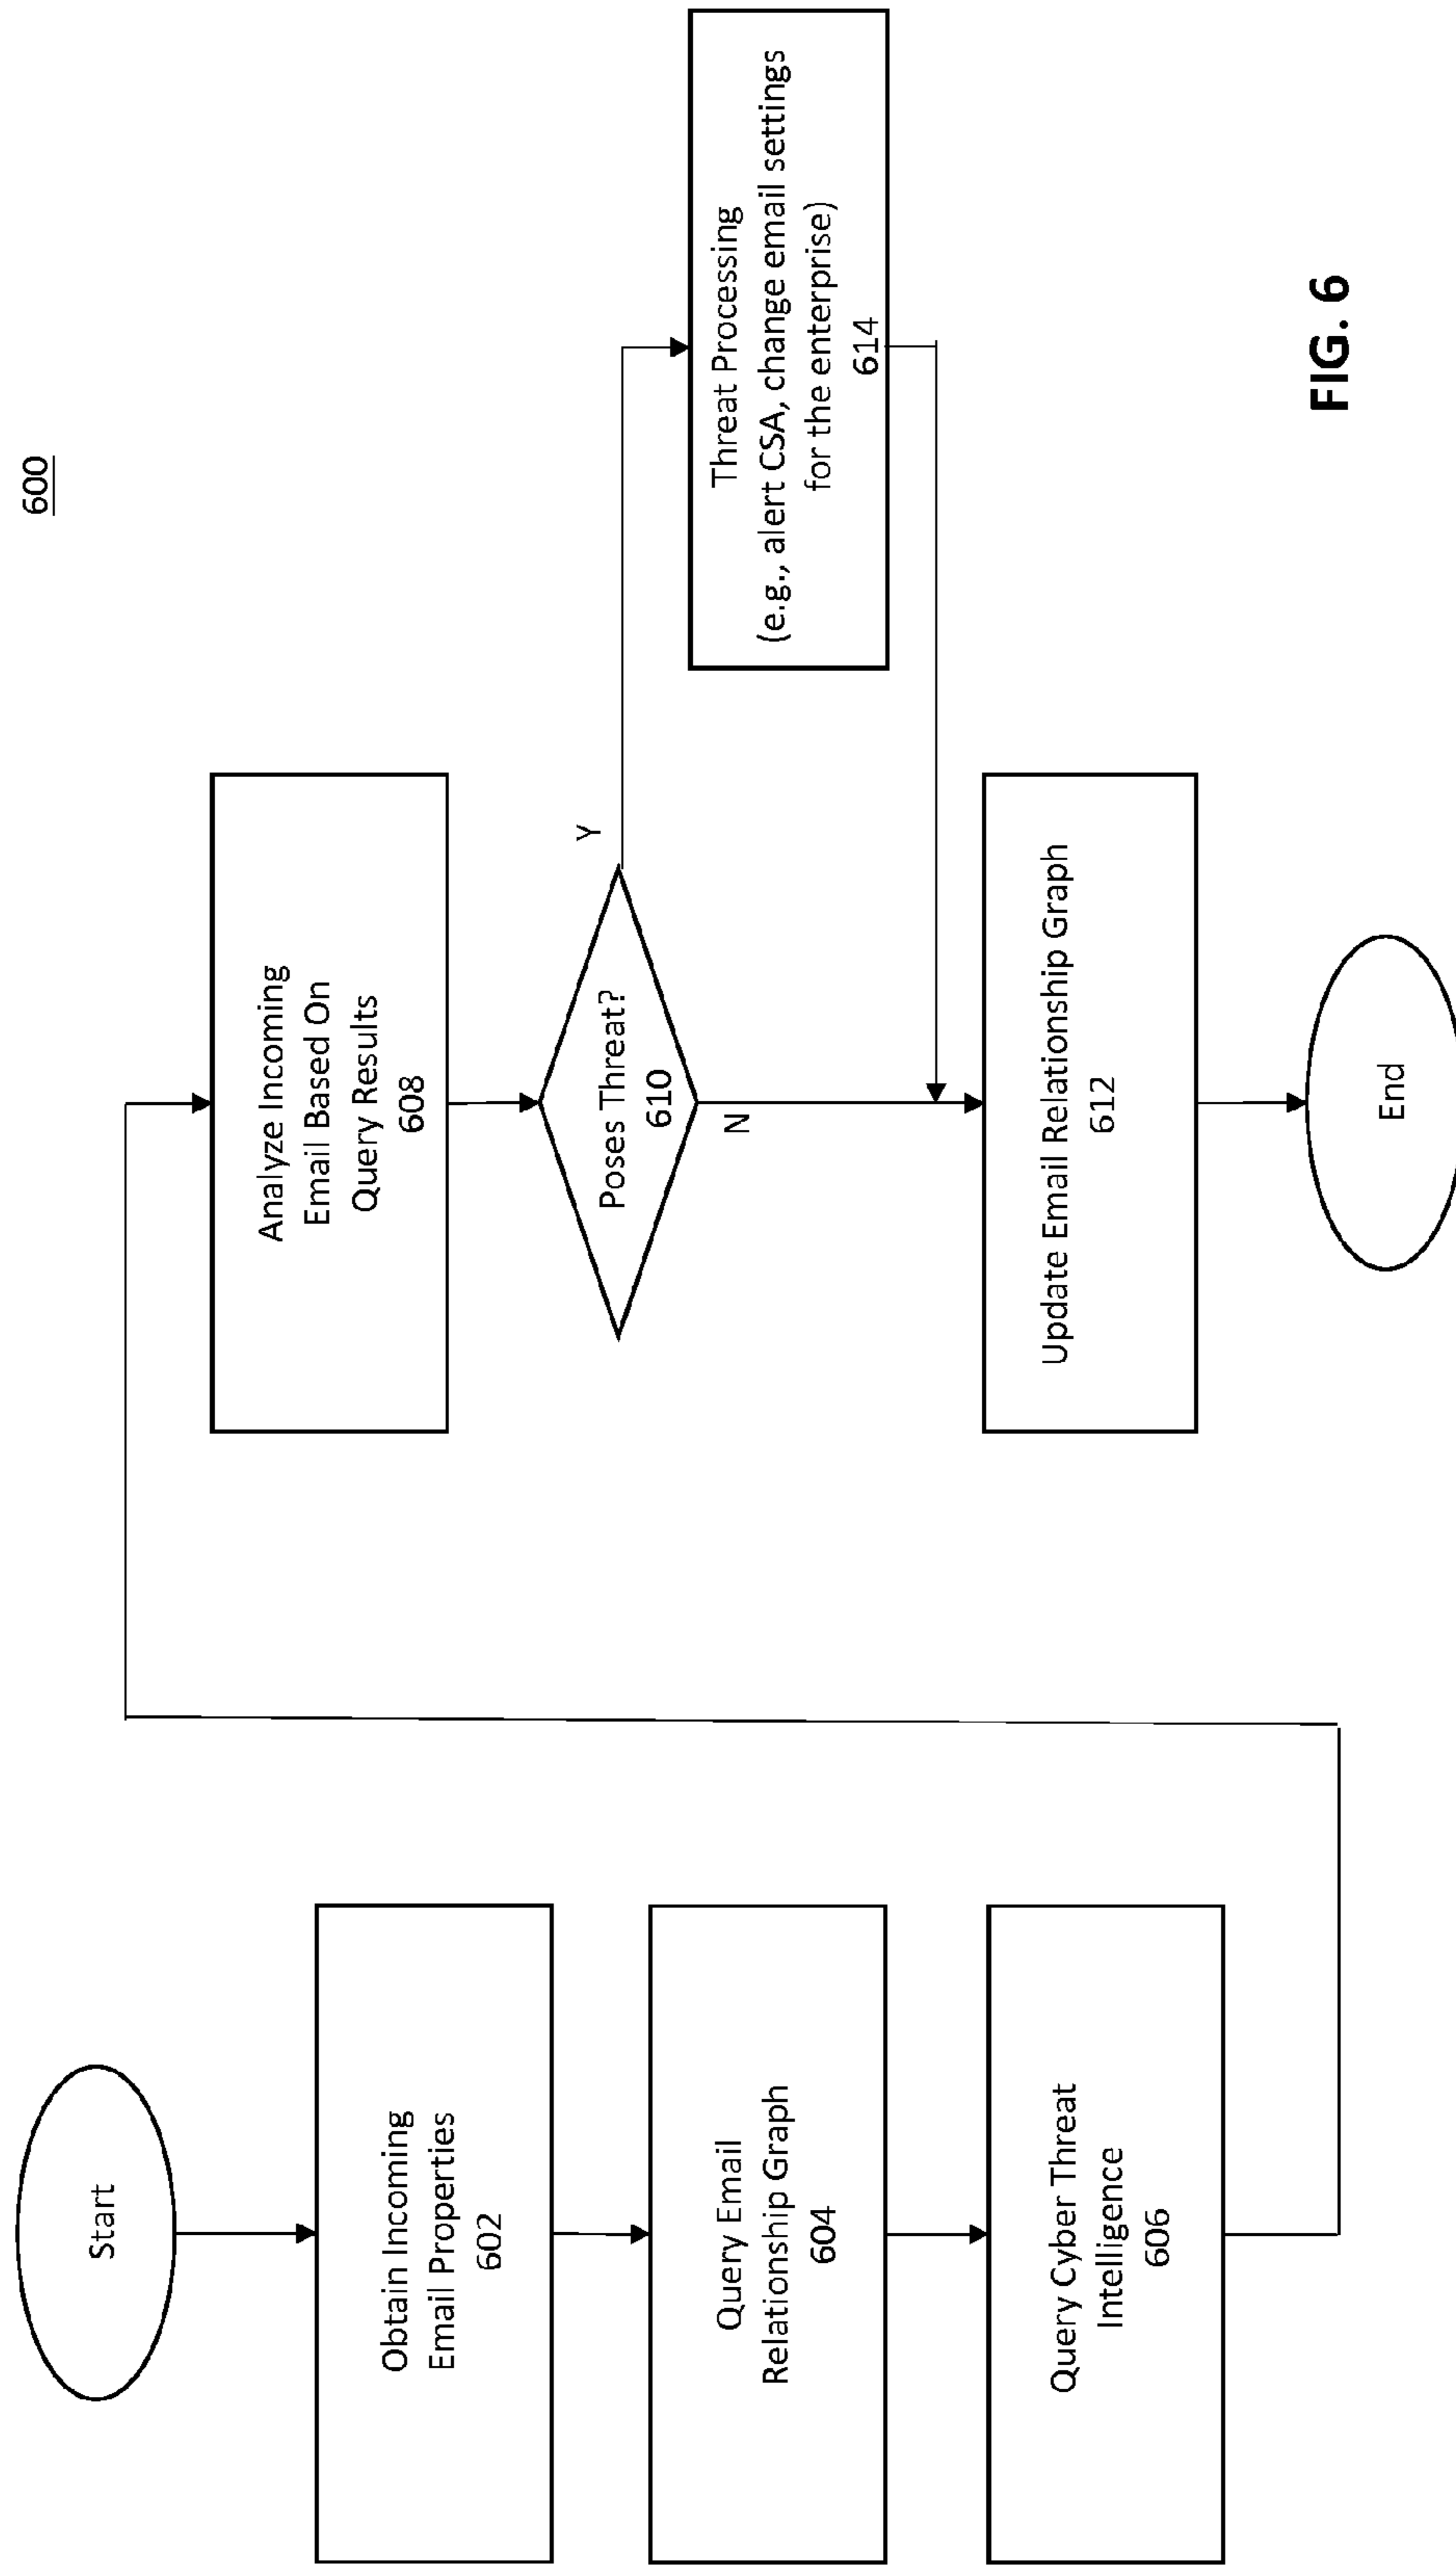 600
Start
Obtain Incoming
Email Properties
602
Query Email
Relationship Graph
604
Query Cyber Threat
Intelligence
606
Analyze Incoming
Email Based On
Query Results
608
Poses Threat?
610
Y
N
Threat Processing
(e.g., alert CSA, change email settings
for the enterprise)
614
Update Email Relationship Graph
612
End
FIG. 6